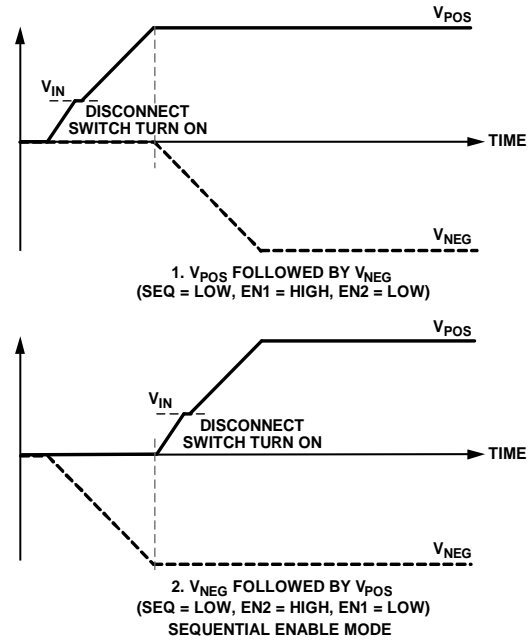 VPOS
VIN
DISCONNECT
SWITCH TURN ON
TIME
VNEG
1. VPOS FOLLOWED BY VNEG
(SEQ = LOW, EN1 = HIGH, EN2 = LOW)
VPOS
VIN
DISCONNECT
SWITCH TURN ON
TIME
VNEG
2. VNEG FOLLOWED BY VPOS
(SEQ = LOW, EN2 = HIGH, EN1 = LOW)
SEQUENTIAL ENABLE MODE